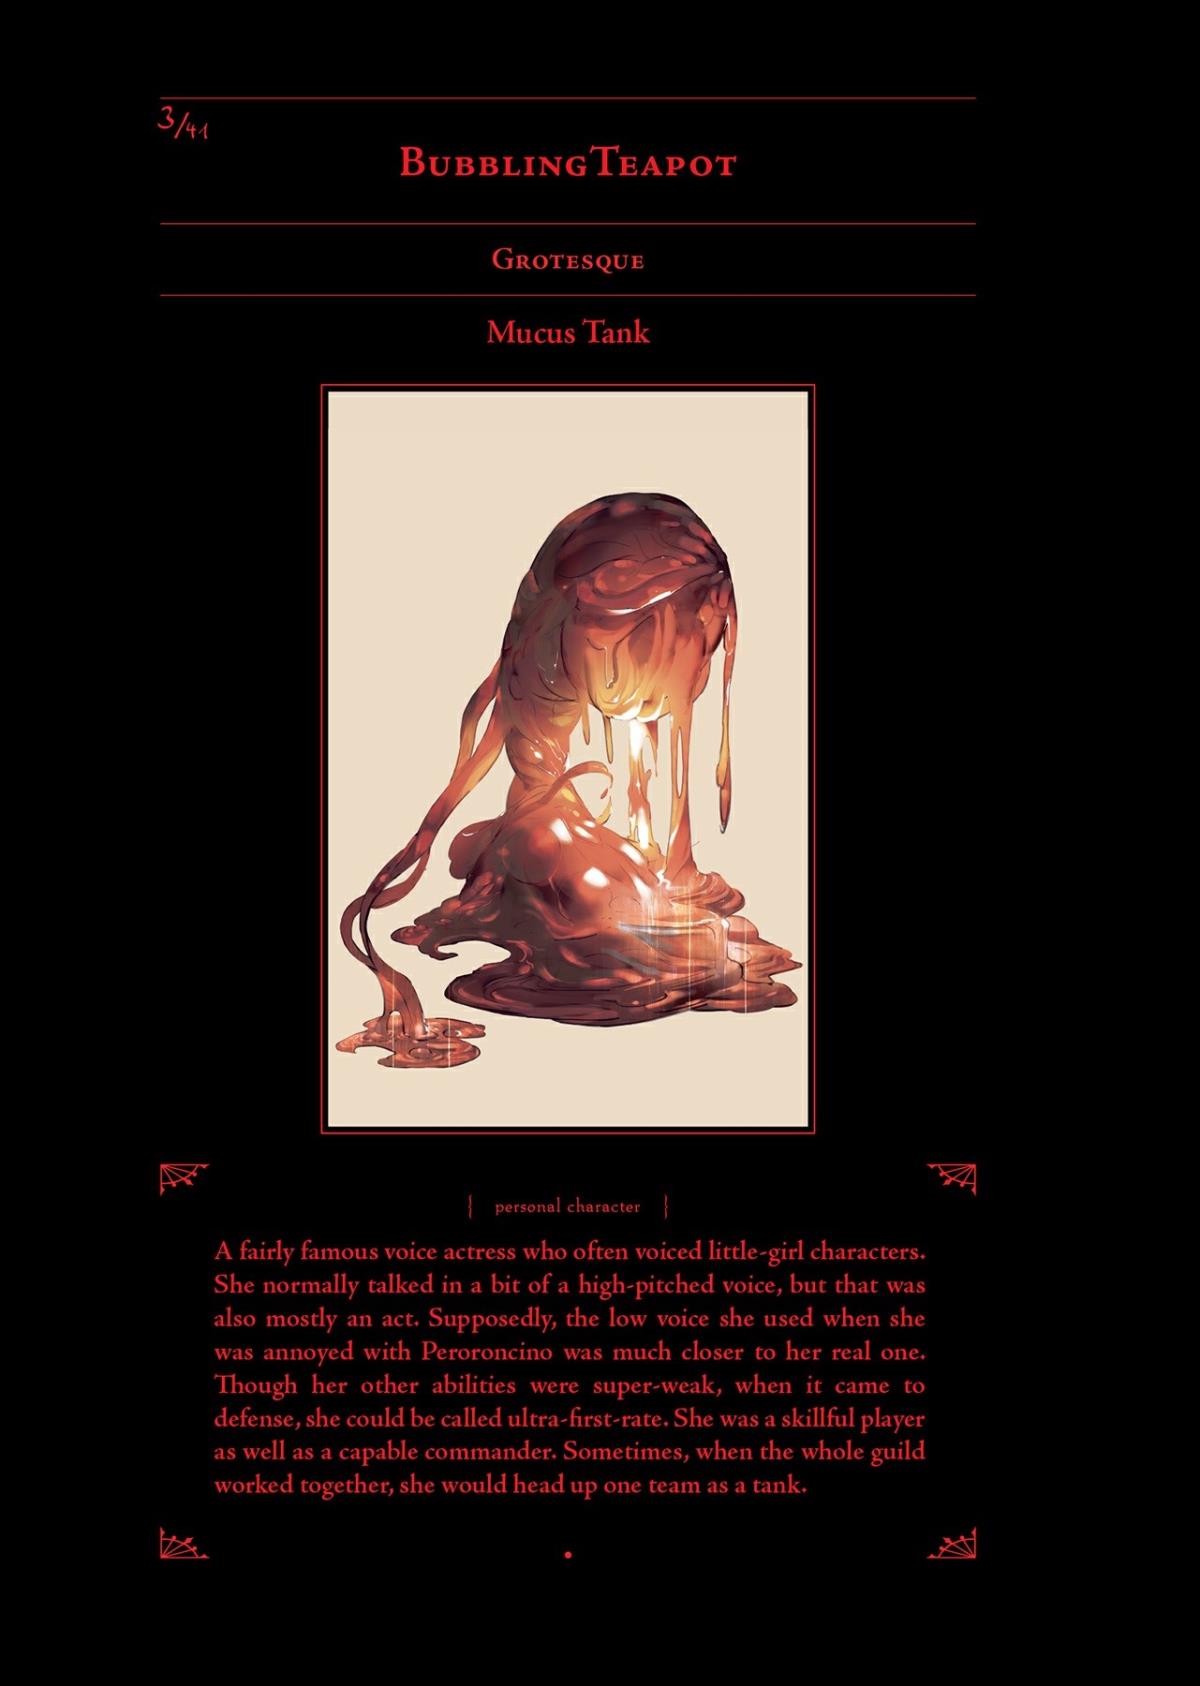 3/41
BubblingTeapot
Grotesque
Mucus Tank
{ personal character }
A fairly famous voice actress who often voiced little-girl characters.
She normally talked in a bit of a high-pitched voice, but that was
also mostly an act. Supposedly, the low voice she used when she
was annoyed with Peroroncino was much closer to her real one.
Though her other abilities were super-weak, when it came to
defense, she could be called ultra-first-rate. She was a skillful player
as well as a capable commander. Sometimes, when the whole guild
worked together, she would head up one team as a tank.